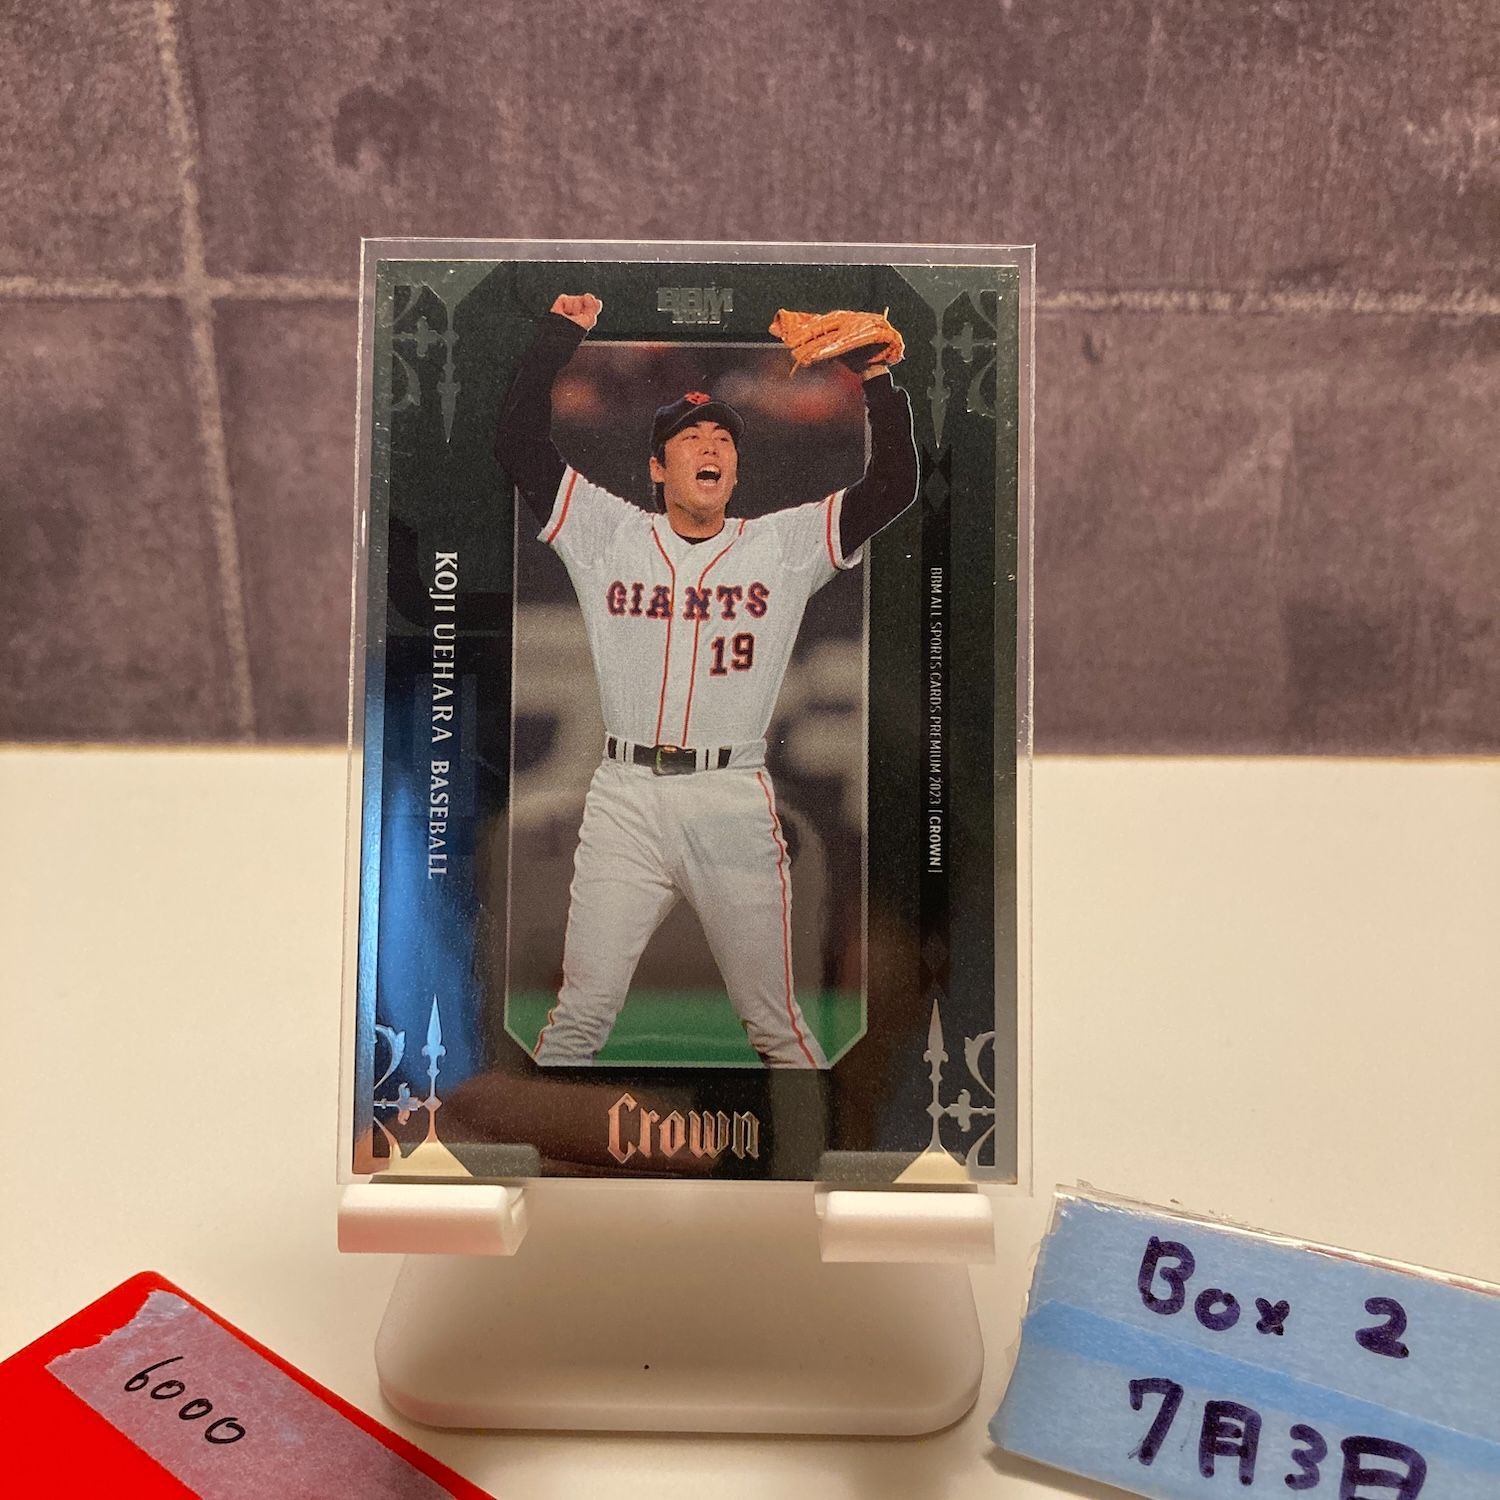 BBM
GIANTS
19
KOJI UEHARA BASEBALL
BBM ALL SPORTS CARDS PREMIUM 2023 [CROWN]
Crown
6000
Box 2
7月3日